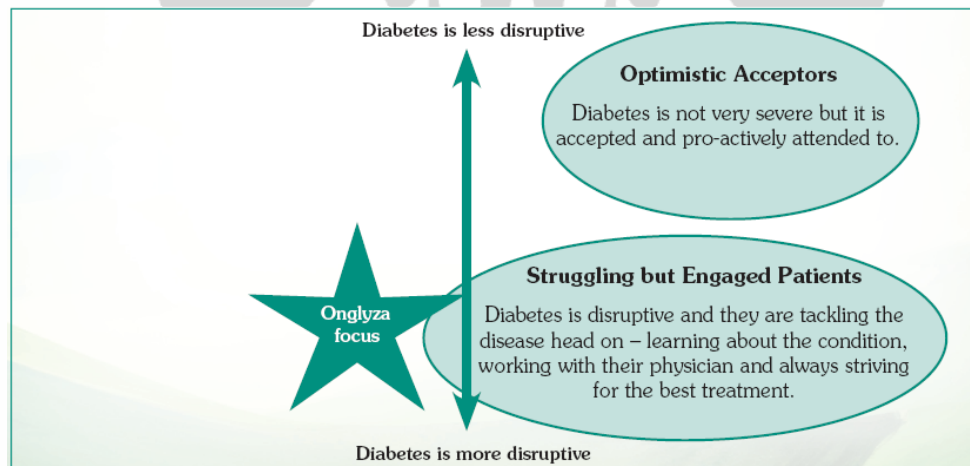 Diabetes is less disruptive
Optimistic Acceptors
Diabetes is not very severe but it is
accepted and pro-actively attended to.
Struggling but Engaged Patients
Onglyza
focus
Diabetes is disruptive and they are tackling the
disease head on – learning about the condition,
working with their physician and always striving
for the best treatment.
Diabetes is more disruptive